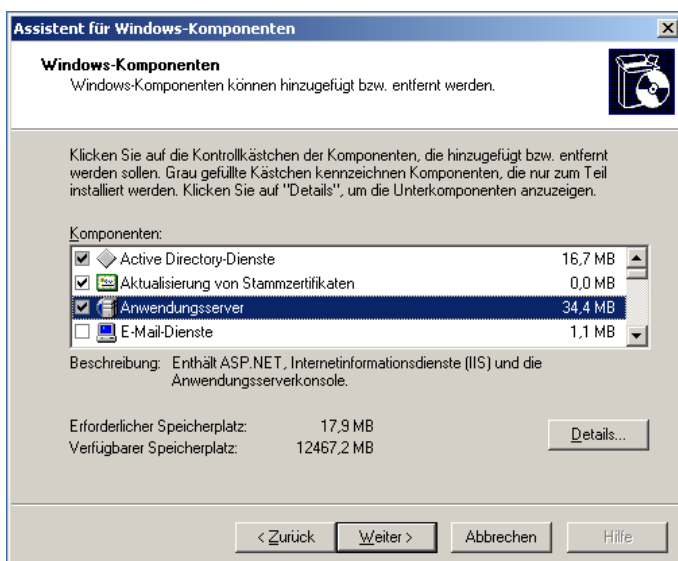 Assistent für Windows-Komponenten
Windows-Komponenten
Windows-Komponenten können hinzugefügt bzw. entfernt werden.
Klicken Sie auf die Kontrollkästchen der Komponenten, die hinzugefügt bzw. entfernt
werden sollen. Grau gefüllte Kästchen kennzeichnen Komponenten, die nur zum Teil
installiert werden. Klicken Sie auf "Details", um die Unterkomponenten anzuzeigen.
Komponenten:
Active Directory-Dienste 16,7 MB
Aktualisierung von Stammzertifikaten 0,0 MB
Anwendungsserver 34,4 MB
E-Mail-Dienste 1,1 MB
Beschreibung: Enthält ASP.NET, Internetinformationsdienste (IIS) und die
Anwendungsserverkonsole.
Erforderlicher Speicherplatz: 17,9 MB
Verfügbarer Speicherplatz: 12467,2 MB
Details...
< Zurück Weiter > Abbrechen Hilfe